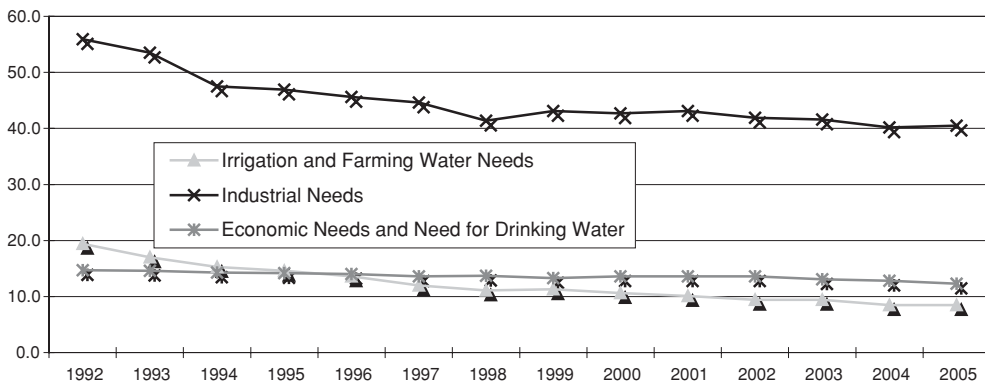 60.0
50.0
40.0
30.0
20.0
10.0
0.0
Irrigation and Farming Water Needs
Industrial Needs
Economic Needs and Need for Drinking Water
1992 1993 1994 1995 1996 1997 1998 1999 2000 2001 2002 2003 2004 2005